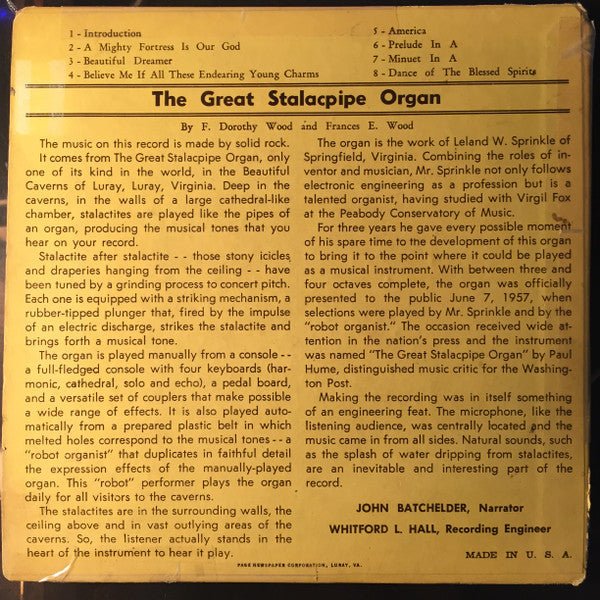 1 - Introduction
2 - A Mighty Fortress Is Our God
3 - Beautiful Dreamer
4 - Believe Me If All These Endearing Young Charms
5 - America
6 - Prelude In A
7 - Minuet In A
8 - Dance of The Blessed Spirits
The Great Stalacpipe Organ
By F. Dorothy Wood and Frances E. Wood
The music on this record is made by solid rock.
It comes from The Great Stalacpipe Organ, only
one of its kind in the world, in the Beautiful
Caverns of Luray, Luray, Virginia. Deep in the
caverns, in the walls of a large cathedral-like
chamber, stalactites are played like the pipes of
an organ, producing the musical tones that you
hear on your record.
Stalactite after stalactite - - those stony icicles
and draperies hanging from the ceiling - - have
been tuned by a grinding process to concert pitch.
Each one is equipped with a striking mechanism, a
rubber-tipped plunger that, fired by the impulse
of an electric discharge, strikes the stalactite and
brings forth a musical tone.
The organ is played manually from a console - -
a full-fledged console with four keyboards (har-
monic, cathedral, solo and echo), a pedal board,
and a versatile set of couplers that make possible
a wide range of effects. It is also played auto-
matically from a prepared plastic belt in which
melted holes correspond to the musical tones - - a
"robot organist" that duplicates in faithful detail
the expression effects of the manually-played
organ. This "robot" performer plays the organ
daily for all visitors to the caverns.
The stalactites are in the surrounding walls, the
ceiling above and in vast outlying areas of the
caverns. So, the listener actually stands in the
heart of the instrument to hear it play.
The organ is the work of Leland W. Sprinkle of
Springfield, Virginia. Combining the roles of in-
ventor and musician, Mr. Sprinkle not only follows
electronic engineering as a profession but is a
talented organist, having studied with Virgil Fox
at the Peabody Conservatory of Music.
For three years he gave every possible moment
of his spare time to the development of this organ
to bring it to the point where it could be played
as a musical instrument. With between three and
four octaves complete, the organ was officially
presented to the public June 7, 1957, when
selections were played by Mr. Sprinkle and by the
"robot organist." The occasion received wide at-
tention in the nation's press and the instrument
was named "The Great Stalacpipe Organ" by Paul
Hume, distinguished music critic for the Washing-
ton Post.
Making the recording was in itself something
of an engineering feat. The microphone, like the
listening audience, was centrally located and the
music came in from all sides. Natural sounds, such
as the splash of water dripping from stalactites,
are an inevitable and interesting part of the
record.
JOHN BATCHELDER, Narrator
WHITFORD L. HALL, Recording Engineer
MADE IN U. S. A.
PAGE NEWSPAPER CORPORATION, LURAY, VA.